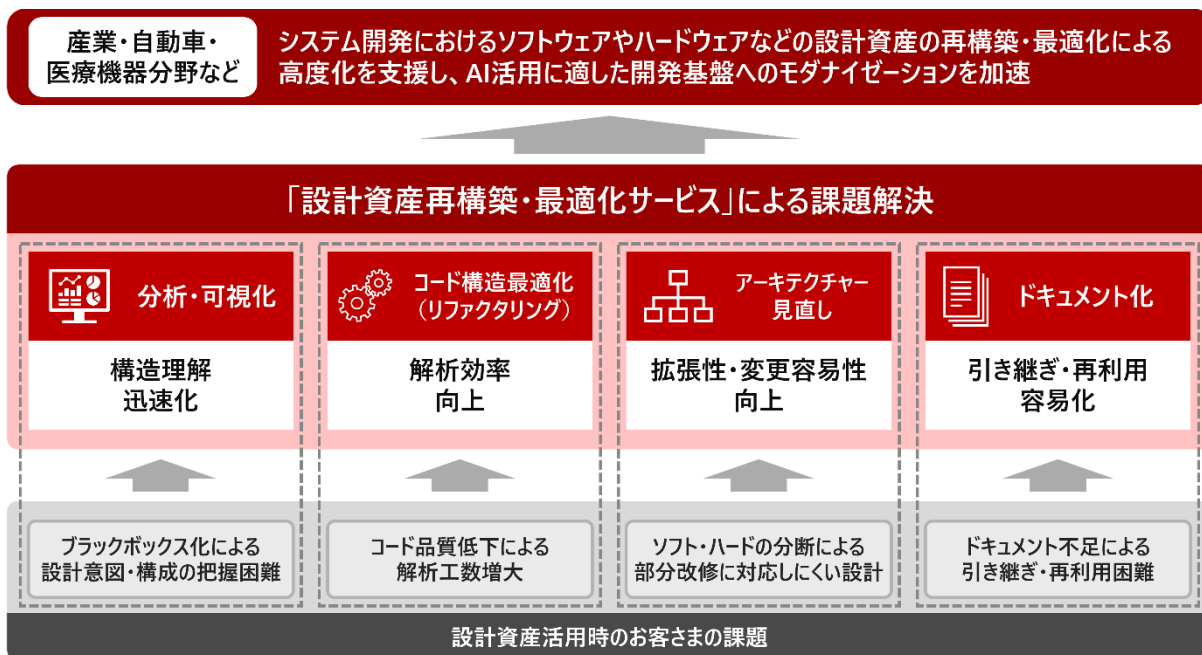 産業・自動車・
医療機器分野など
システム開発におけるソフトウェアやハードウェアなどの設計資産の再構築・最適化による
高度化を支援し、AI活用に適した開発基盤へのモダナイゼーションを加速
「設計資産再構築・最適化サービス」による課題解決
分析・可視化
構造理解
迅速化
コード構造最適化
（リファクタリング）
解析効率
向上
アーキテクチャー
見直し
拡張性・変更容易性
向上
ドキュメント化
引き継ぎ・再利用
容易化
ブラックボックス化による
設計意図・構成の把握困難
コード品質低下による
解析工数増大
ソフト・ハードの分断による
部分改修に対応しにくい設計
ドキュメント不足による
引き継ぎ・再利用困難
設計資産活用時のお客さまの課題